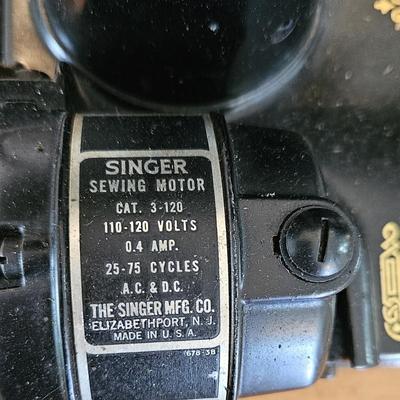 SINGER
SEWING MOTOR
CAT. 3-120
110-120 VOLTS
0.4 AMP.
25-75 CYCLES
A.C. & D.C.
THE SINGER MFG. CO.
ELIZABETHPORT, N. J.
MADE IN U. S. A.